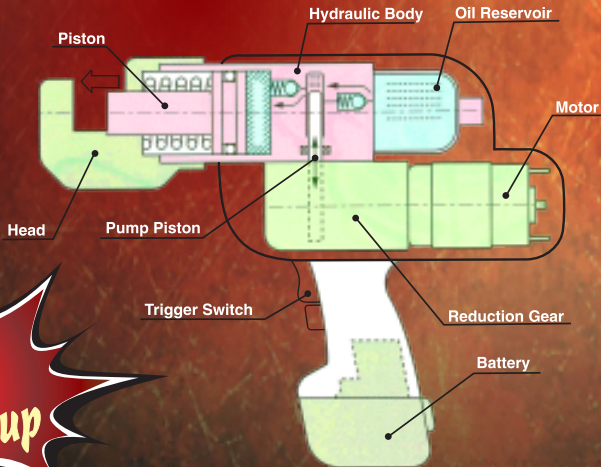 Hydraulic Body
Oil Reservoir
Piston
Motor
Head
Pump Piston
Trigger Switch
Reduction Gear
Battery
up